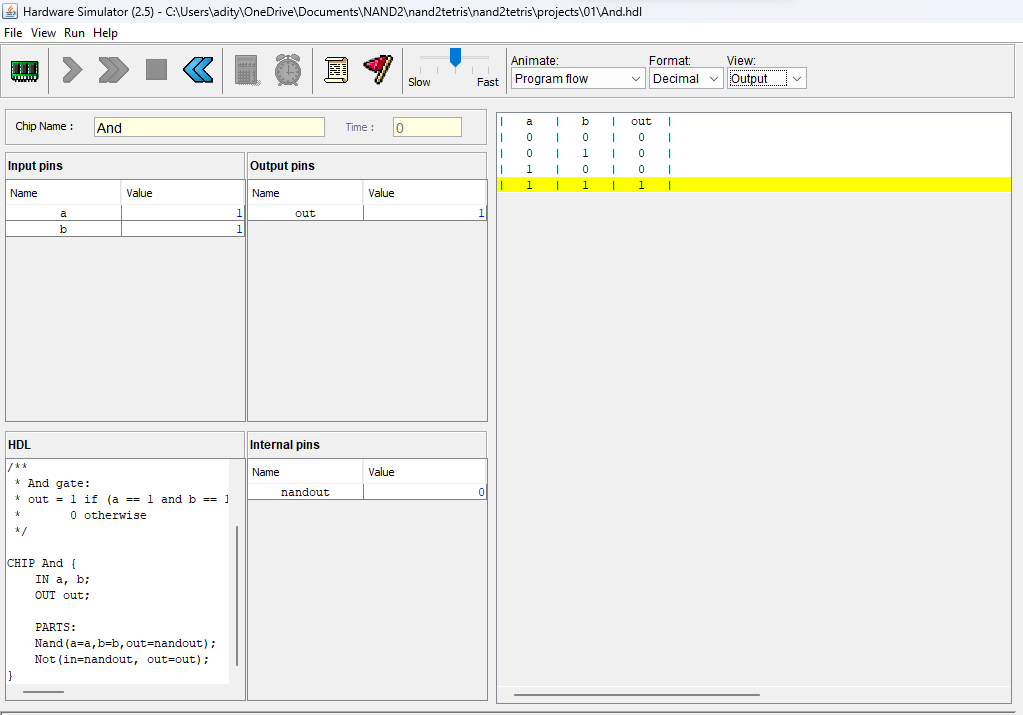 Hardware Simulator (2.5) - C:\Users\adity\OneDrive\Documents\NAND2\nand2tetris\nand2tetris\projects\01\And.hdl
File View Run Help
Slow Fast
Animate: Format: View:
Program flow Decimal Output
Chip Name : And Time : 0
Input pins
Name Value
a 1
b 1
Output pins
Name Value
out 1
HDL
/**
 * And gate:
 * out = 1 if (a == 1 and b == 1
 *       0 otherwise
 */
CHIP And {
    IN a, b;
    OUT out;
    PARTS:
    Nand(a=a,b=b,out=nandout);
    Not(in=nandout, out=out);
}
Internal pins
Name Value
nandout 0
|   a   |   b   |  out  |
|   0   |   0   |   0   |
|   0   |   1   |   0   |
|   1   |   0   |   0   |
|   1   |   1   |   1   |